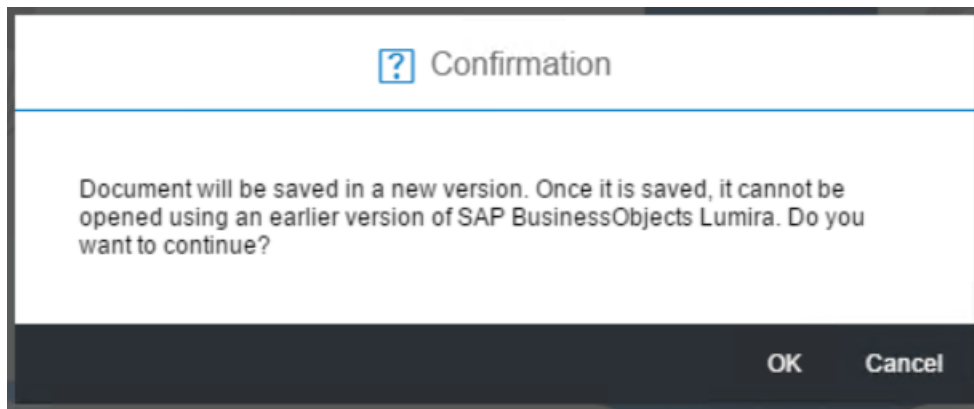 ? Confirmation
Document will be saved in a new version. Once it is saved, it cannot be
opened using an earlier version of SAP BusinessObjects Lumira. Do you
want to continue?
OK Cancel